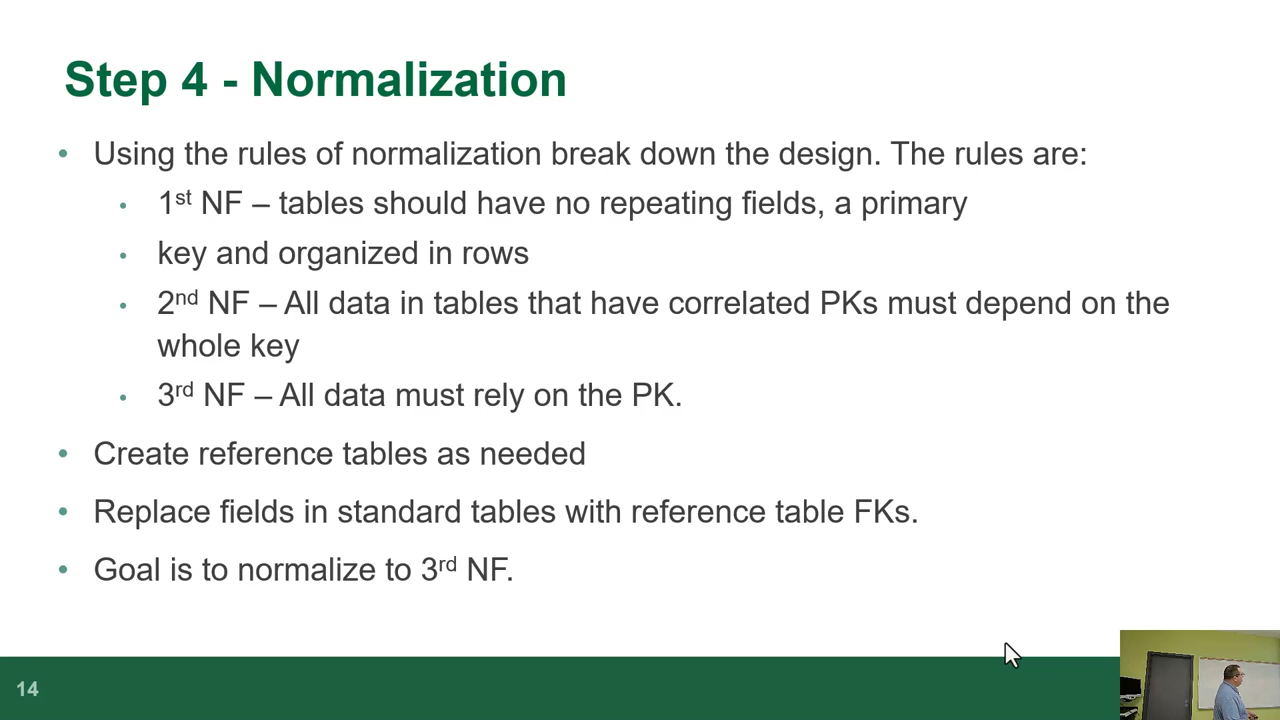 Step 4 - Normalization
• Using the rules of normalization break down the design. The rules are:
• 1st NF – tables should have no repeating fields, a primary
• key and organized in rows
• 2nd NF – All data in tables that have correlated PKs must depend on the
whole key
• 3rd NF – All data must rely on the PK.
• Create reference tables as needed
• Replace fields in standard tables with reference table FKs.
• Goal is to normalize to 3rd NF.
14